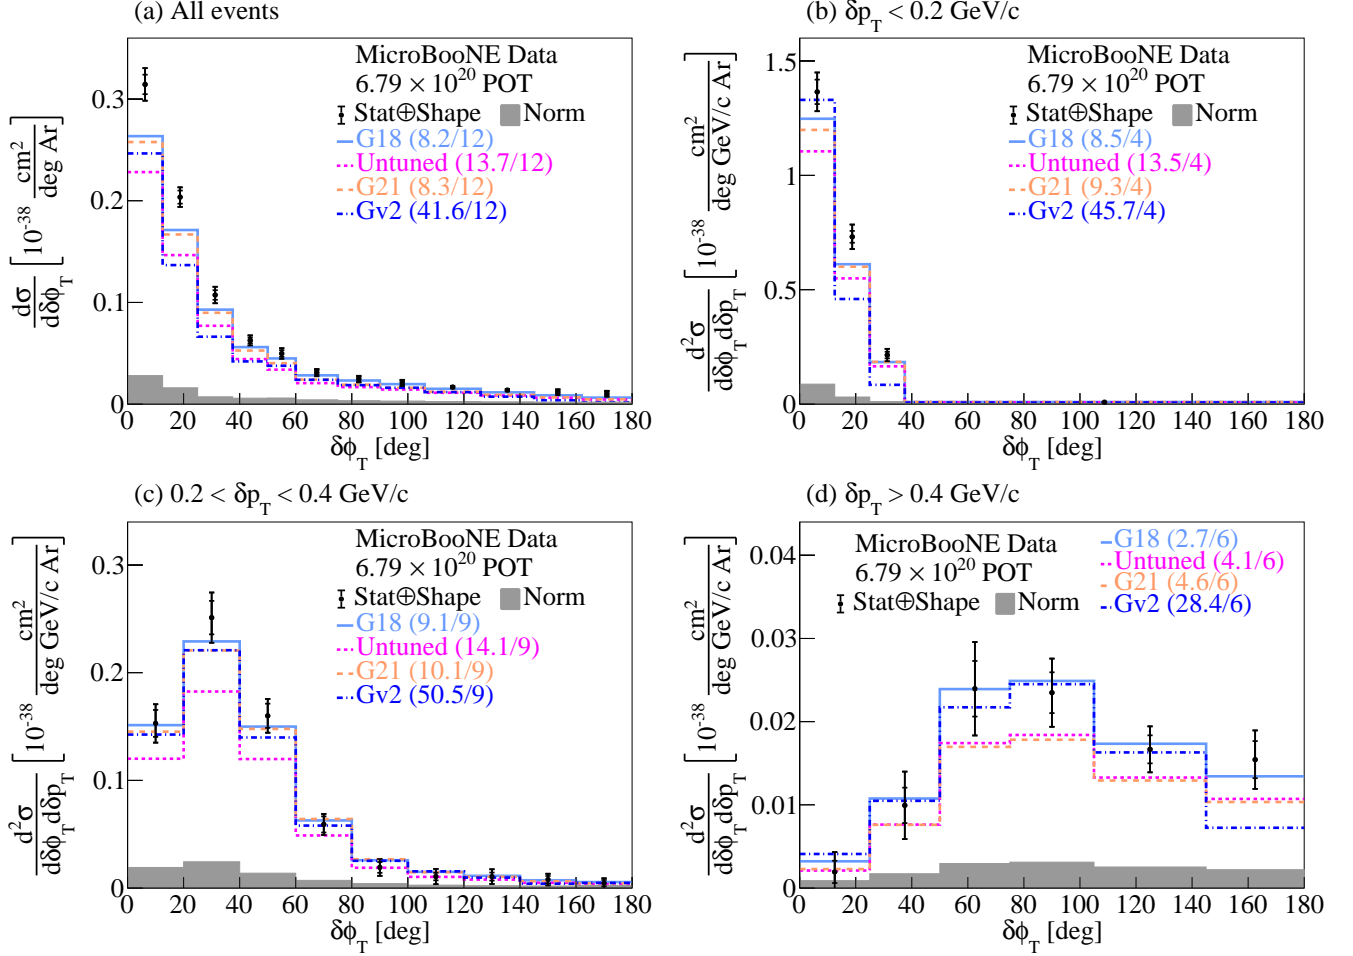 (a) All events
dσ/dδϕ_T [10^-38 cm²/deg Ar]
0.3
0.2
0.1
0
MicroBooNE Data
6.79 × 10^20 POT
Stat⊕Shape Norm
G18 (8.2/12)
Untuned (13.7/12)
G21 (8.3/12)
Gv2 (41.6/12)
0 20 40 60 80 100 120 140 160 180
δϕ_T [deg]
(b) δp_T < 0.2 GeV/c
d²σ/dδϕ_T dδp_T [10^-38 cm²/deg GeV/c Ar]
1.5
1
0.5
0
MicroBooNE Data
6.79 × 10^20 POT
Stat⊕Shape Norm
G18 (8.5/4)
Untuned (13.5/4)
G21 (9.3/4)
Gv2 (45.7/4)
0 20 40 60 80 100 120 140 160 180
δϕ_T [deg]
(c) 0.2 < δp_T < 0.4 GeV/c
d²σ/dδϕ_T dδp_T [10^-38 cm²/deg GeV/c Ar]
0.3
0.2
0.1
0
MicroBooNE Data
6.79 × 10^20 POT
Stat⊕Shape Norm
G18 (9.1/9)
Untuned (14.1/9)
G21 (10.1/9)
Gv2 (50.5/9)
0 20 40 60 80 100 120 140 160 180
δϕ_T [deg]
(d) δp_T > 0.4 GeV/c
d²σ/dδϕ_T dδp_T [10^-38 cm²/deg GeV/c Ar]
0.04
0.03
0.02
0.01
0
MicroBooNE Data
6.79 × 10^20 POT
Stat⊕Shape Norm
G18 (2.7/6)
Untuned (4.1/6)
G21 (4.6/6)
Gv2 (28.4/6)
0 20 40 60 80 100 120 140 160 180
δϕ_T [deg]